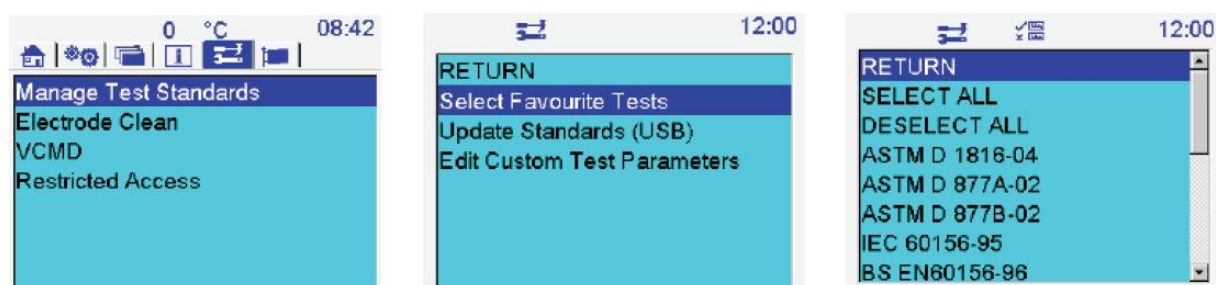 0 °C 08:42
Manage Test Standards
Electrode Clean
VCMD
Restricted Access
12:00
RETURN
Select Favourite Tests
Update Standards (USB)
Edit Custom Test Parameters
12:00
RETURN
SELECT ALL
DESELECT ALL
ASTM D 1816-04
ASTM D 877A-02
ASTM D 877B-02
IEC 60156-95
BS EN60156-96